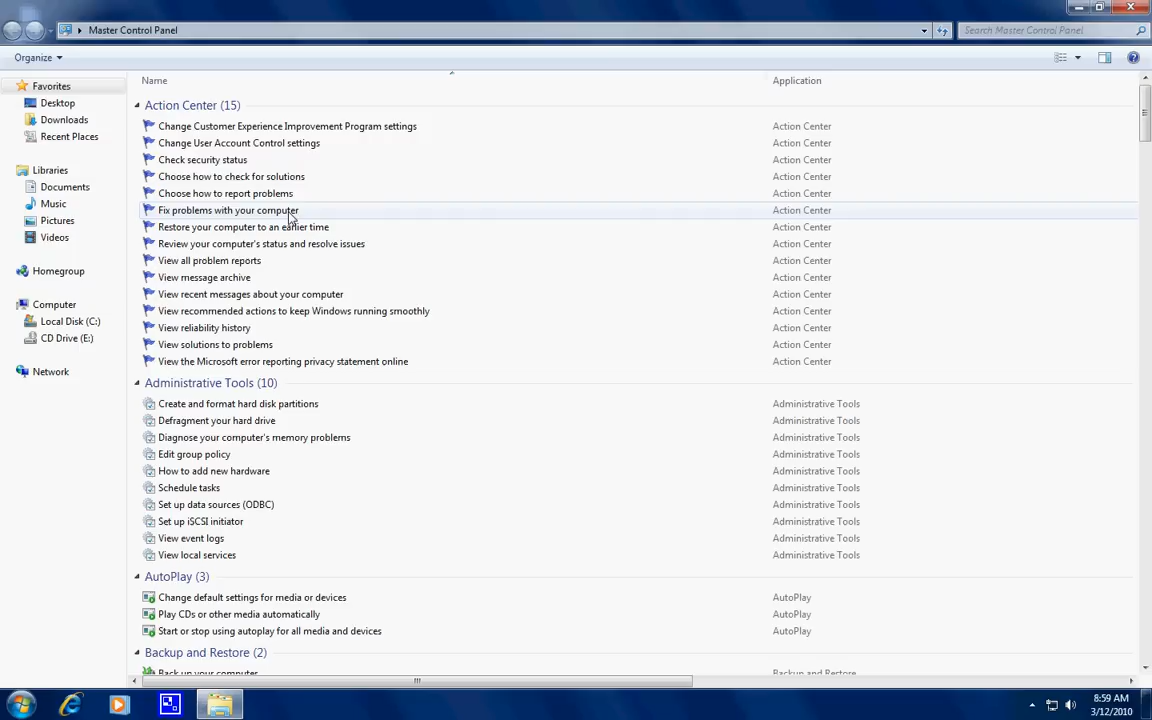 Master Control Panel
Search Master Control Panel
Organize
Name
Application
Favorites
Desktop
Downloads
Recent Places
Libraries
Documents
Music
Pictures
Videos
Homegroup
Computer
Local Disk (C:)
CD Drive (E:)
Network
Action Center (15)
Change Customer Experience Improvement Program settings Action Center
Change User Account Control settings Action Center
Check security status Action Center
Choose how to check for solutions Action Center
Choose how to report problems Action Center
Fix problems with your computer Action Center
Restore your computer to an earlier time Action Center
Review your computer's status and resolve issues Action Center
View all problem reports Action Center
View message archive Action Center
View recent messages about your computer Action Center
View recommended actions to keep Windows running smoothly Action Center
View reliability history Action Center
View solutions to problems Action Center
View the Microsoft error reporting privacy statement online Action Center
Administrative Tools (10)
Create and format hard disk partitions Administrative Tools
Defragment your hard drive Administrative Tools
Diagnose your computer's memory problems Administrative Tools
Edit group policy Administrative Tools
How to add new hardware Administrative Tools
Schedule tasks Administrative Tools
Set up data sources (ODBC) Administrative Tools
Set up iSCSI initiator Administrative Tools
View event logs Administrative Tools
View local services Administrative Tools
AutoPlay (3)
Change default settings for media or devices AutoPlay
Play CDs or other media automatically AutoPlay
Start or stop using autoplay for all media and devices AutoPlay
Backup and Restore (2)
Back up your computer Backup and Restore
8:59 AM
3/12/2010